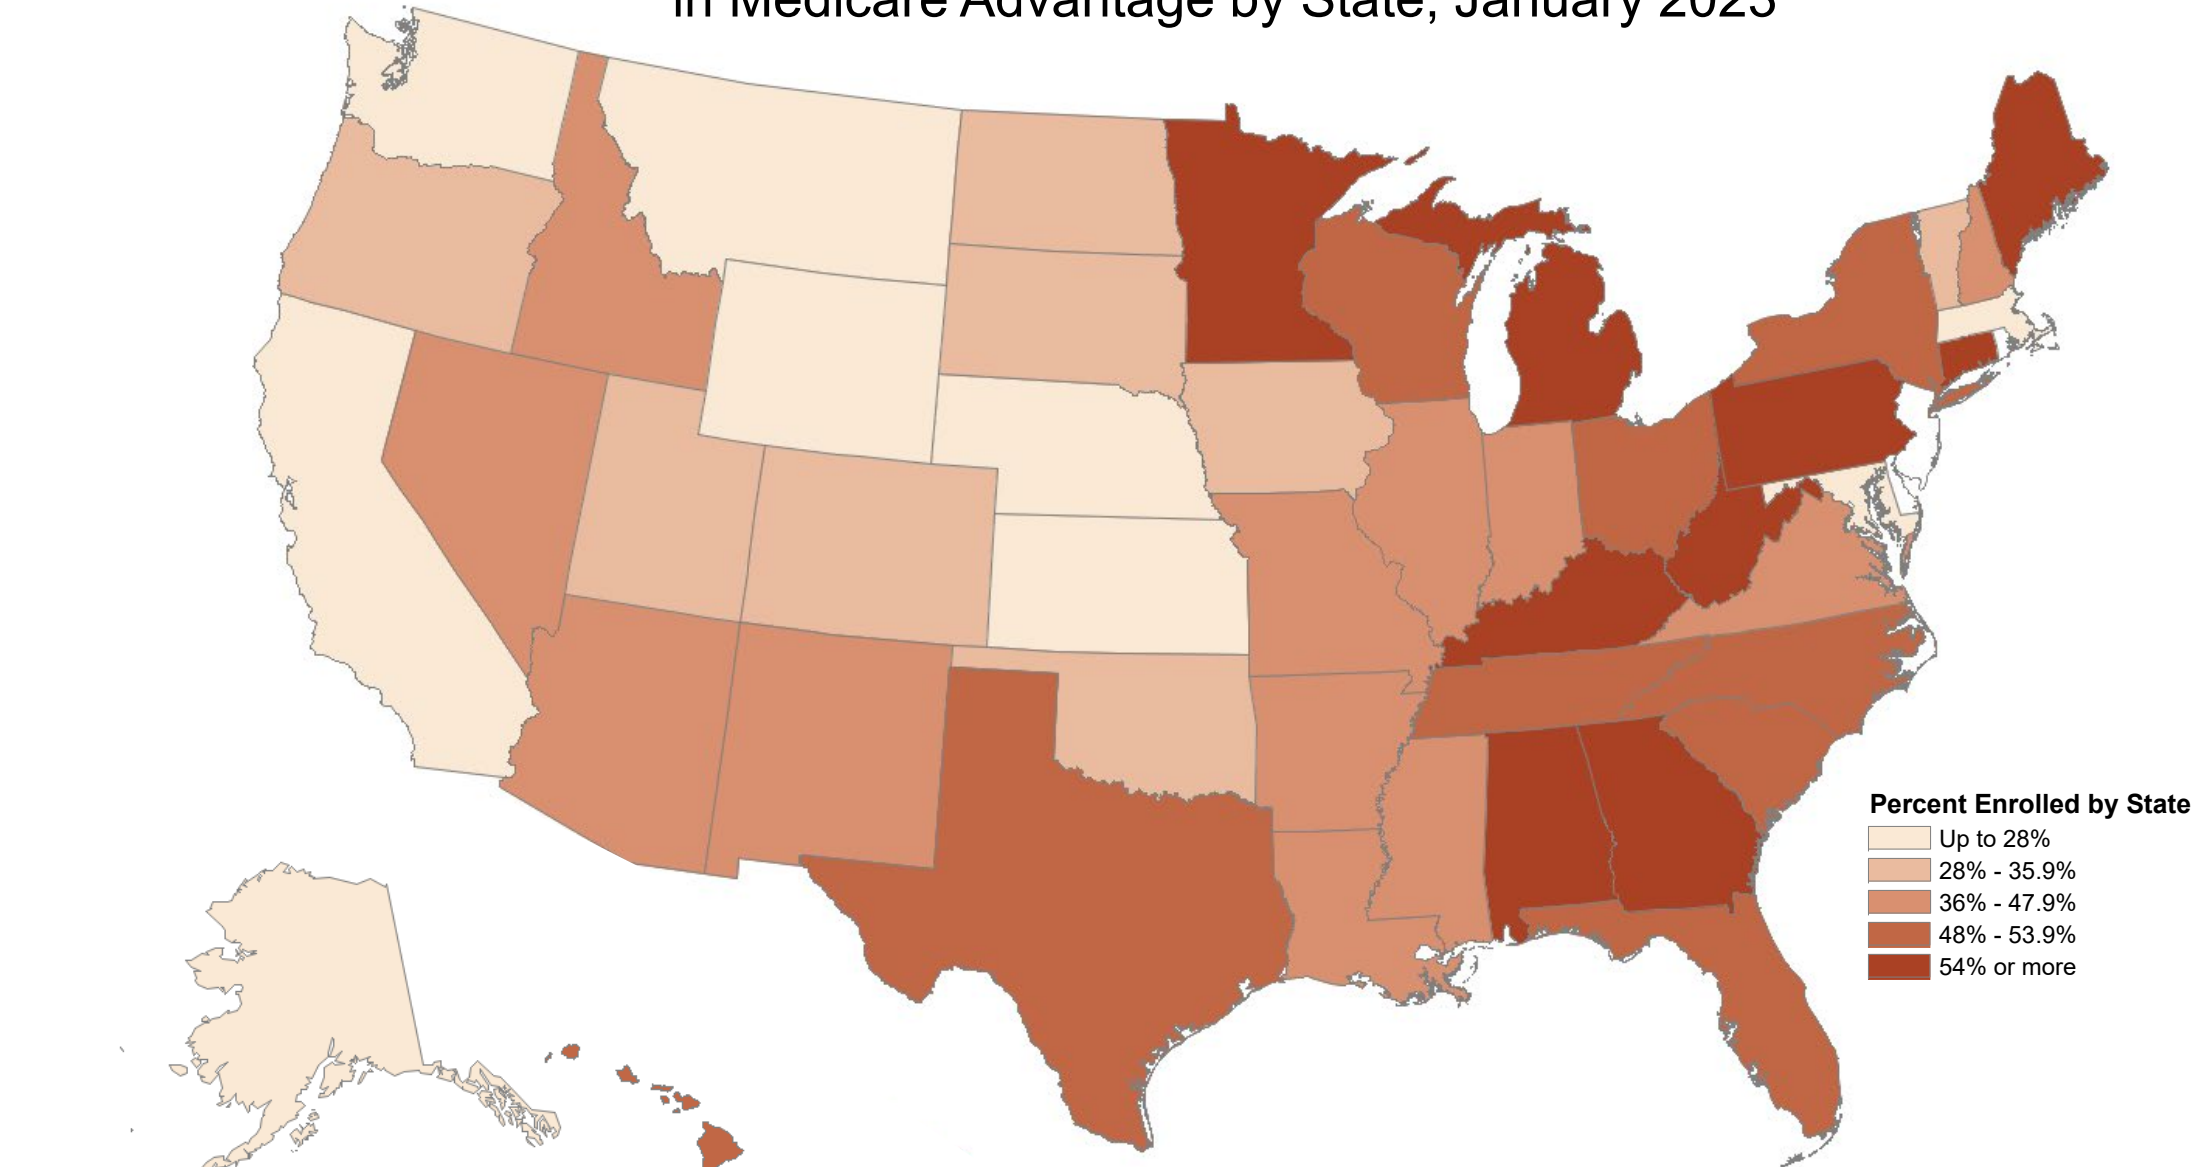 in Medicare Advantage by State, January 2023
Percent Enrolled by State
Up to 28%
28% - 35.9%
36% - 47.9%
48% - 53.9%
54% or more